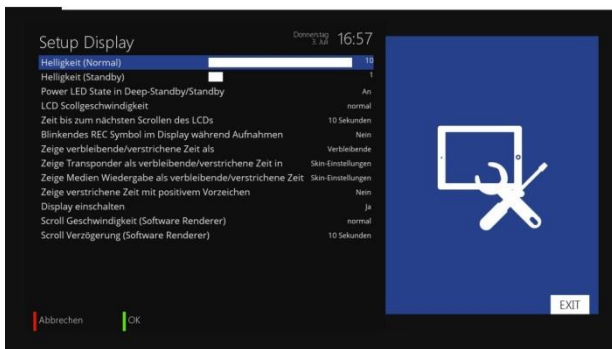 Setup Display
Donnerstag
3. Juli
16:57
Helligkeit (Normal) 10
Helligkeit (Standby) 1
Power LED State in Deep-Standby/Standby An
LCD Scollgeschwindigkeit normal
Zeit bis zum nächsten Scrollen des LCDs 10 Sekunden
Blinkendes REC Symbol im Display während Aufnahmen Nein
Zeige verbleibende/verstrichene Zeit als Verbleibende
Zeige Transponder als verbleibende/verstrichene Zeit in Skin-Einstellungen
Zeige Medien Wiedergabe als verbleibende/verstrichene Zeit Skin-Einstellungen
Zeige verstrichene Zeit mit positivem Vorzeichen Nein
Display einschalten Ja
Scroll Geschwindigkeit (Software Renderer) normal
Scroll Verzögerung (Software Renderer) 10 Sekunden
Abbrechen OK
EXIT